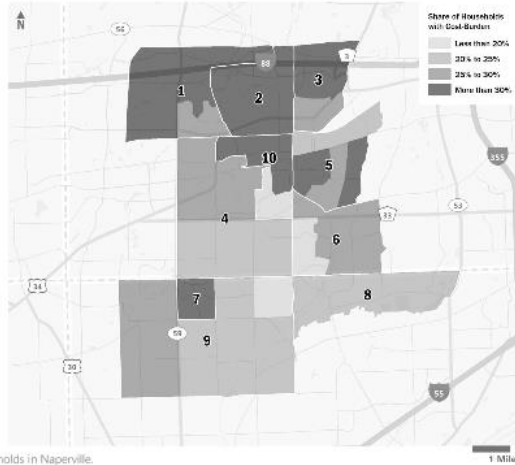 N
56
88
3
Share of Households
with Cost-Burden
Less than 20%
20% to 25%
25% to 30%
More than 30%
1
2
3
355
10
5
4
33
53
6
34
7
8
59
9
30
55
holds in Naperville.
1 Mile